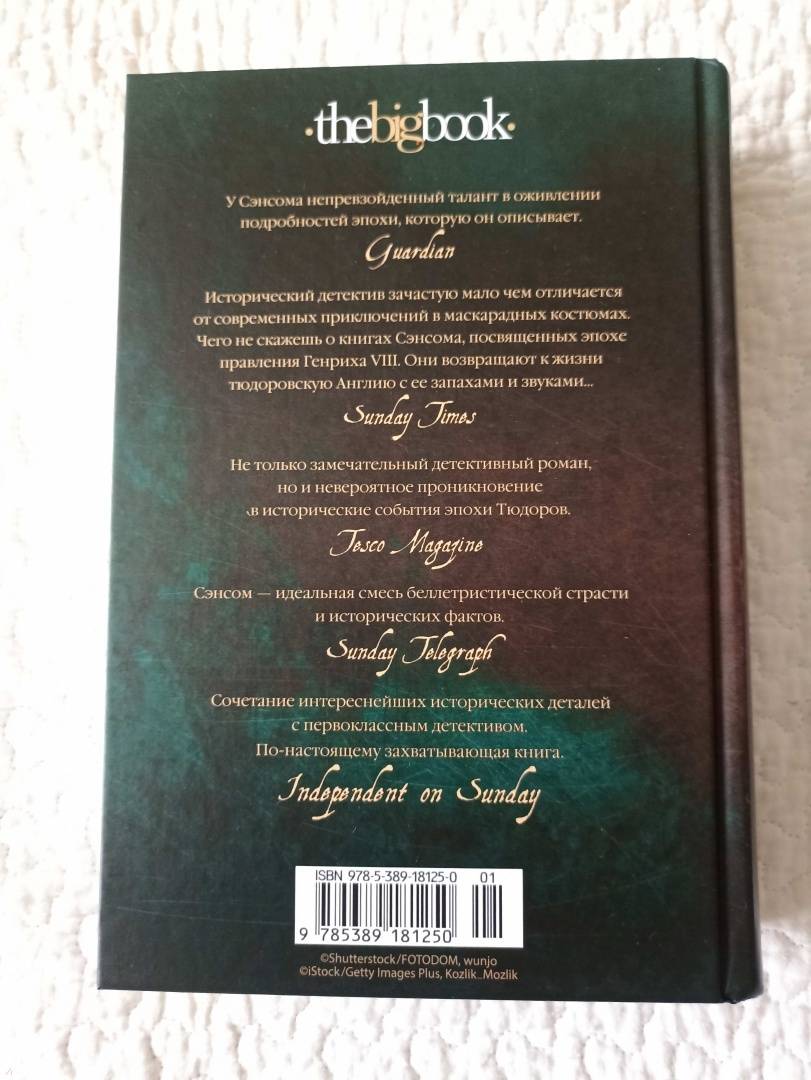 ·thebigbook·
У Сэнсома непревзойденный талант в оживлении
подробностей эпохи, которую он описывает.
Guardian
Исторический детектив зачастую мало чем отличается
от современных приключений в маскарадных костюмах.
Чего не скажешь о книгах Сэнсома, посвященных эпохе
правления Генриха VIII. Они возвращают к жизни
тюдоровскую Англию с ее запахами и звуками...
Sunday Times
Не только замечательный детективный роман,
но и невероятное проникновение
в исторические события эпохи Тюдоров.
Tesco Magazine
Сэнсом — идеальная смесь беллетристической страсти
и исторических фактов.
Sunday Telegraph
Сочетание интереснейших исторических деталей
с первоклассным детективом.
По-настоящему захватывающая книга.
Independent on Sunday
ISBN 978-5-389-18125-0 01
9 785389 181250
©Shutterstock/FOTODOM, wunjo
©iStock/Getty Images Plus, Kozlik_Mozlik